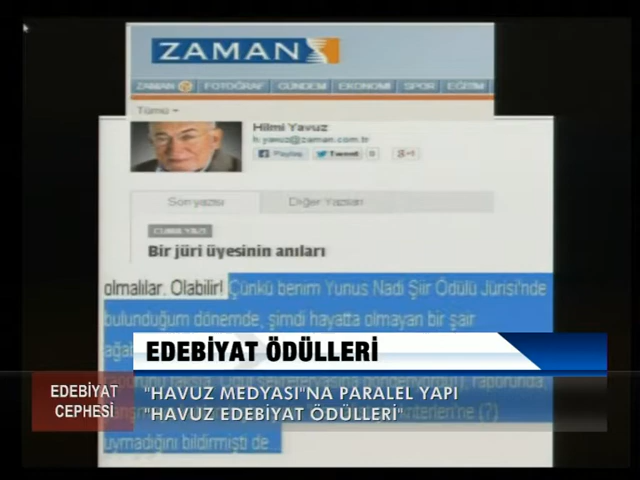 ZAMAN
ZAMAN FOTOĞRAF GÜNDEM EKONOMİ SPOR EĞİTİM
Tümü
Hilmi Yavuz
h.yavuz@zaman.com.tr
Paylaş Tweet 0 g+1
Son yazısı Diğer Yazıları
Bir jüri üyesinin anıları
olmalılar. Olabilir! Çünkü benim Yunus Nadi Şiir Ödülü Jürisi'nde
bulunduğum dönemde, şimdi hayatta olmayan bir şair
EDEBİYAT ÖDÜLLERİ
EDEBİYAT
CEPHESİ
"HAVUZ MEDYASI"NA PARALEL YAPI
"HAVUZ EDEBİYAT ÖDÜLLERİ"
uymadığını bildirmişti de...